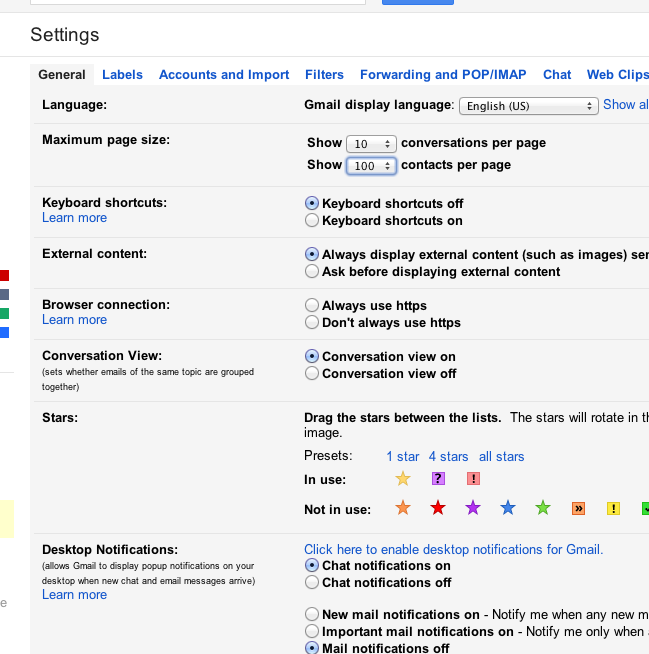 Settings
General Labels Accounts and Import Filters Forwarding and POP/IMAP Chat Web Clips
Language: Gmail display language: English (US) Show al
Maximum page size: Show 10 conversations per page
Show 100 contacts per page
Keyboard shortcuts: Keyboard shortcuts off
Learn more Keyboard shortcuts on
External content: Always display external content (such as images) ser
Ask before displaying external content
Browser connection: Always use https
Learn more Don't always use https
Conversation View: Conversation view on
(sets whether emails of the same topic are grouped Conversation view off
together)
Stars: Drag the stars between the lists. The stars will rotate in th
image.
Presets: 1 star 4 stars all stars
In use: ? !
Not in use: » !
Desktop Notifications: Click here to enable desktop notifications for Gmail.
(allows Gmail to display popup notifications on your Chat notifications on
desktop when new chat and email messages arrive) Chat notifications off
Learn more
e
New mail notifications on - Notify me when any new m
Important mail notifications on - Notify me only when
Mail notifications off